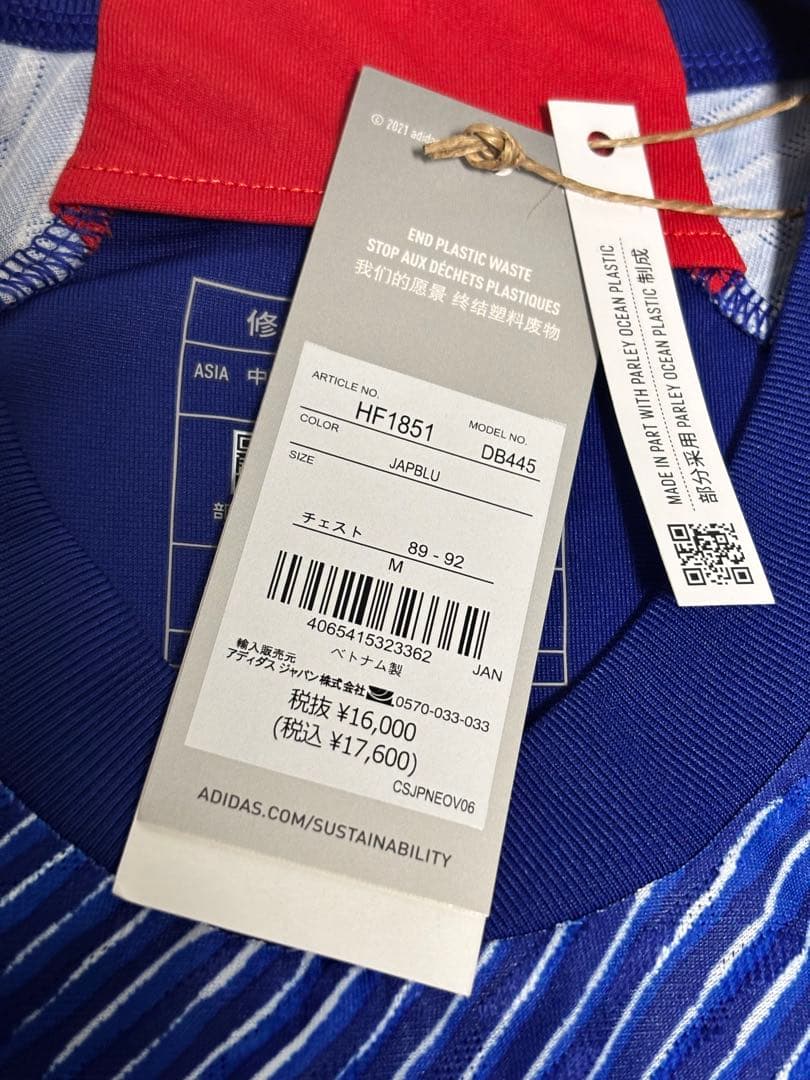 © 2021 adida
END PLASTIC WASTE
STOP AUX DÉCHETS PLASTIQUES
我们的愿景 终结塑料废物
ARTICLE NO.
HF1851
MODEL NO.
DB445
COLOR
JAPBLU
SIZE
チェスト 89 - 92
M
4065415323362
JAN
ベトナム製
輸入販売元
アディダス ジャパン株式会社 0570-033-033
税抜 ¥16,000
(税込 ¥17,600)
CSJPNEOV06
ADIDAS.COM/SUSTAINABILITY
MADE IN PART WITH PARLEY OCEAN PLASTIC
部分采用 PARLEY OCEAN PLASTIC 制成
修
ASIA 中
部